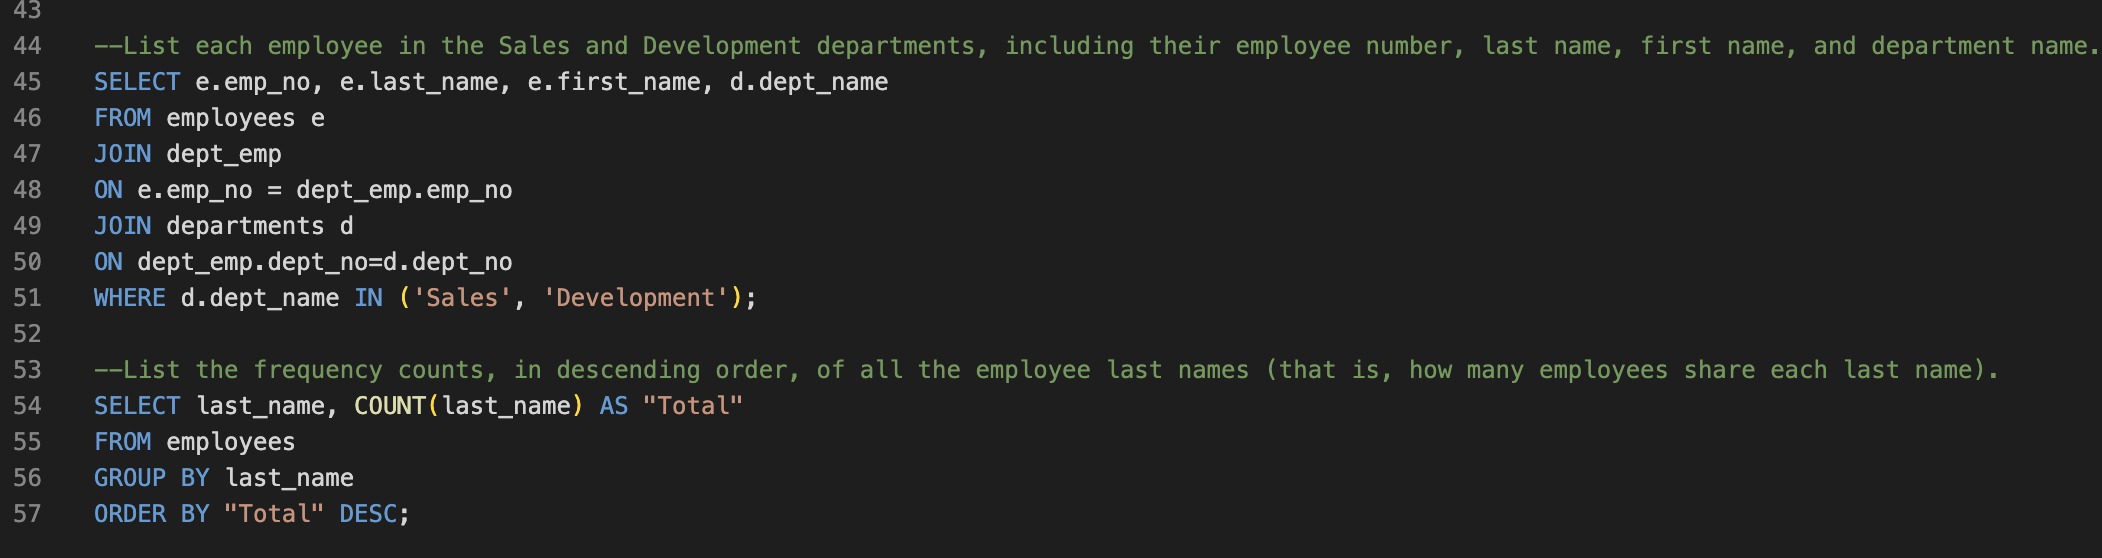 43
44 --List each employee in the Sales and Development departments, including their employee number, last name, first name, and department name.
45 SELECT e.emp_no, e.last_name, e.first_name, d.dept_name
46 FROM employees e
47 JOIN dept_emp
48 ON e.emp_no = dept_emp.emp_no
49 JOIN departments d
50 ON dept_emp.dept_no=d.dept_no
51 WHERE d.dept_name IN ('Sales', 'Development');
52
53 --List the frequency counts, in descending order, of all the employee last names (that is, how many employees share each last name).
54 SELECT last_name, COUNT(last_name) AS "Total"
55 FROM employees
56 GROUP BY last_name
57 ORDER BY "Total" DESC;